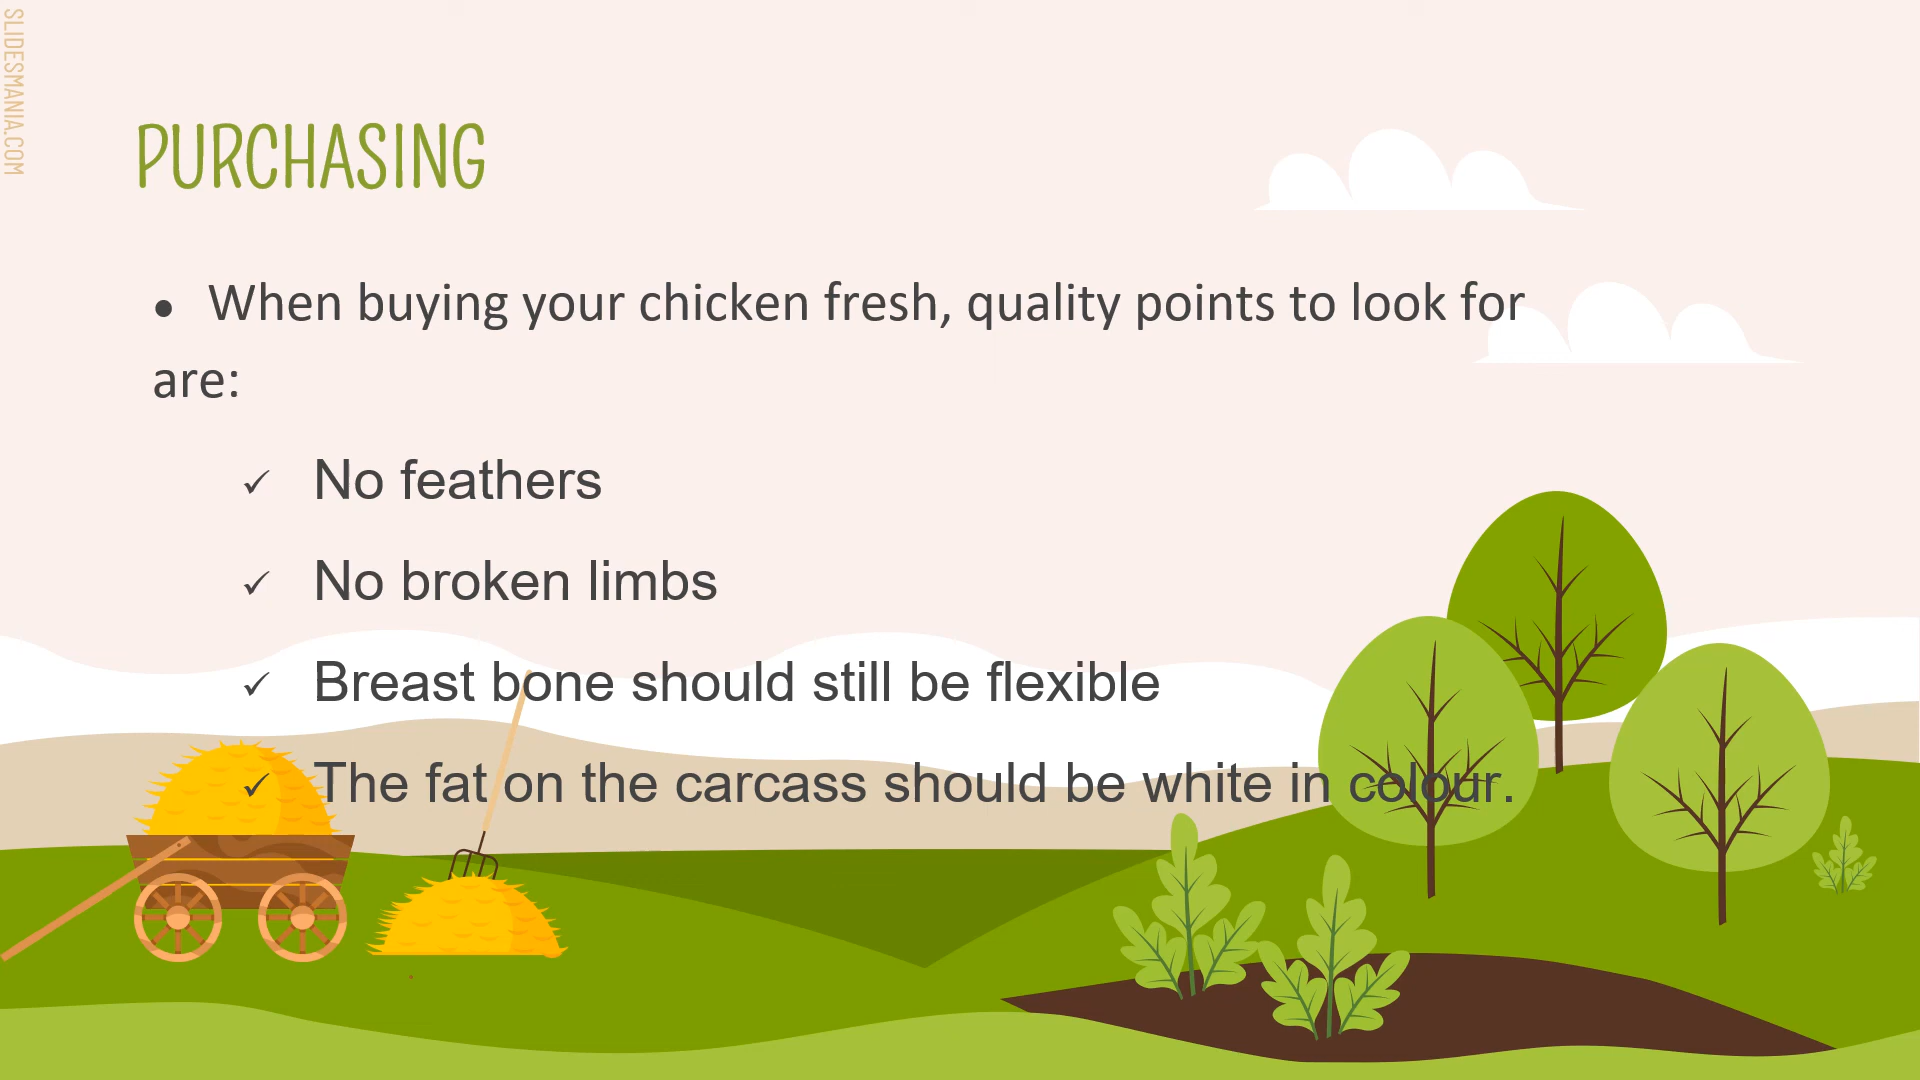 SLIDESMANIA.COM
PURCHASING
• When buying your chicken fresh, quality points to look for
are:
✓ No feathers
✓ No broken limbs
✓ Breast bone should still be flexible
✓ The fat on the carcass should be white in colour.